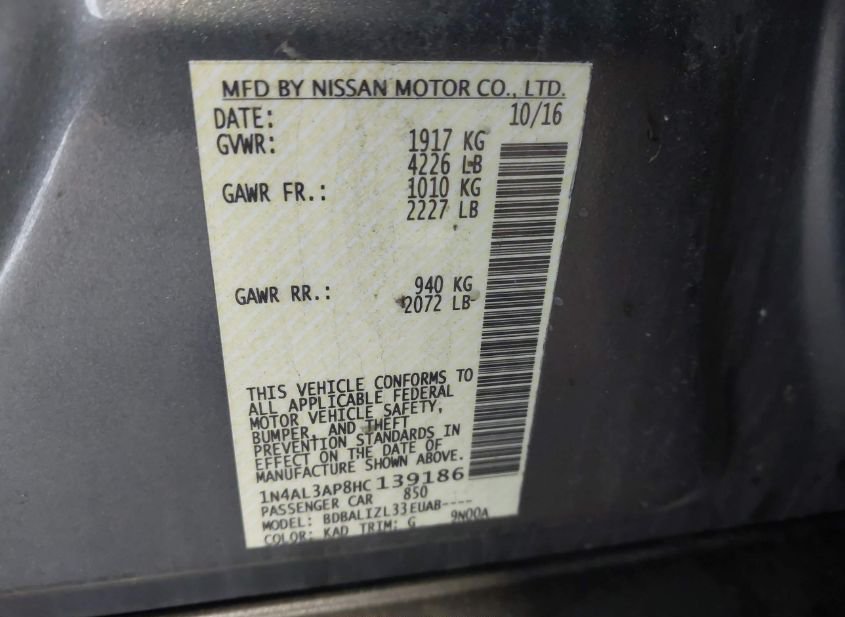 MFD BY NISSAN MOTOR CO., LTD.
DATE: 10/16
GVWR: 1917 KG
4226 LB
GAWR FR.: 1010 KG
2227 LB
GAWR RR.: 940 KG
2072 LB
THIS VEHICLE CONFORMS TO
ALL APPLICABLE FEDERAL
MOTOR VEHICLE SAFETY,
BUMPER, AND THEFT
PREVENTION STANDARDS IN
EFFECT ON THE DATE OF
MANUFACTURE SHOWN ABOVE.
1N4AL3AP8HC139186
PASSENGER CAR 850
MODEL: BDBALIZL33EUAB----
COLOR: KAD TRIM: G 9N00A